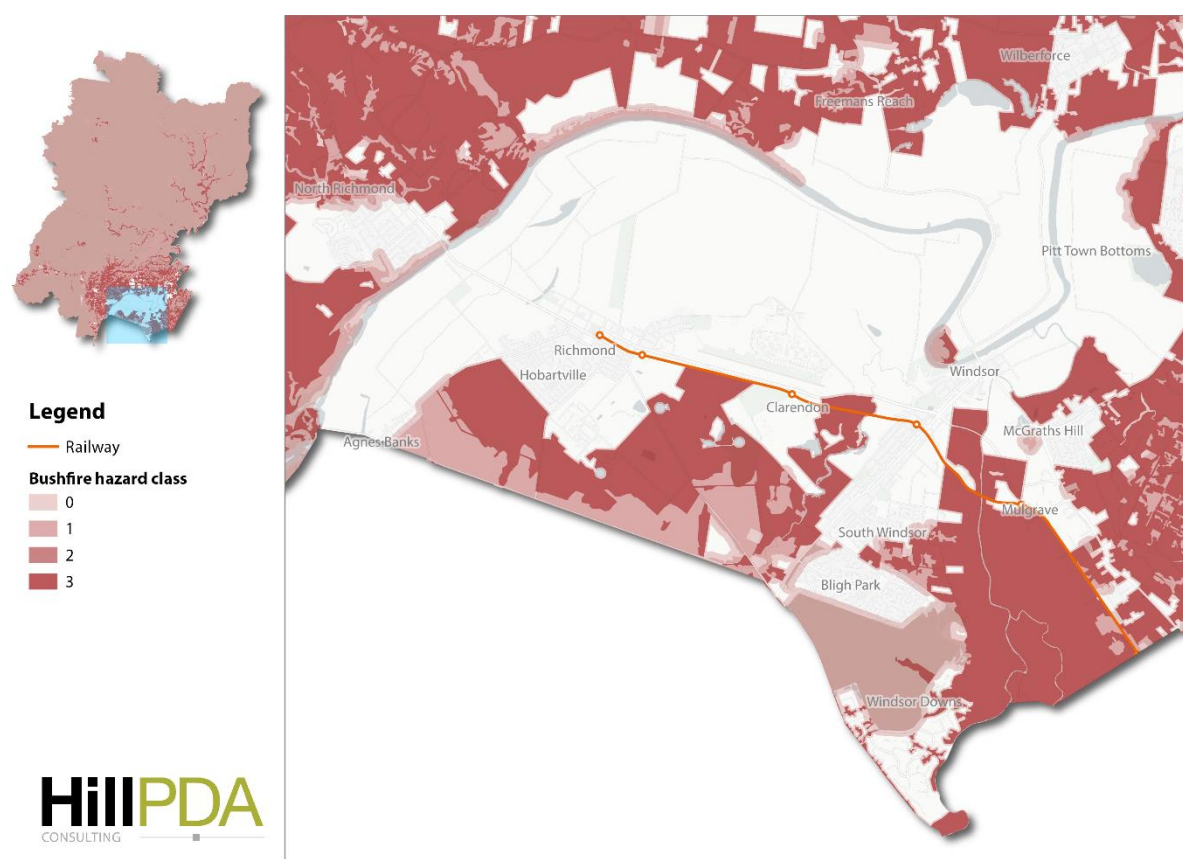 Wilberforce
Freemans Reach
North Richmond
Pitt Town Bottoms
Richmond
Hobartville
Windsor
Clarendon
McGraths Hill
Agnes Banks
Mulgrave
South Windsor
Bligh Park
Windsor Downs
Legend
Railway
Bushfire hazard class
0
1
2
3
HillPDA
CONSULTING